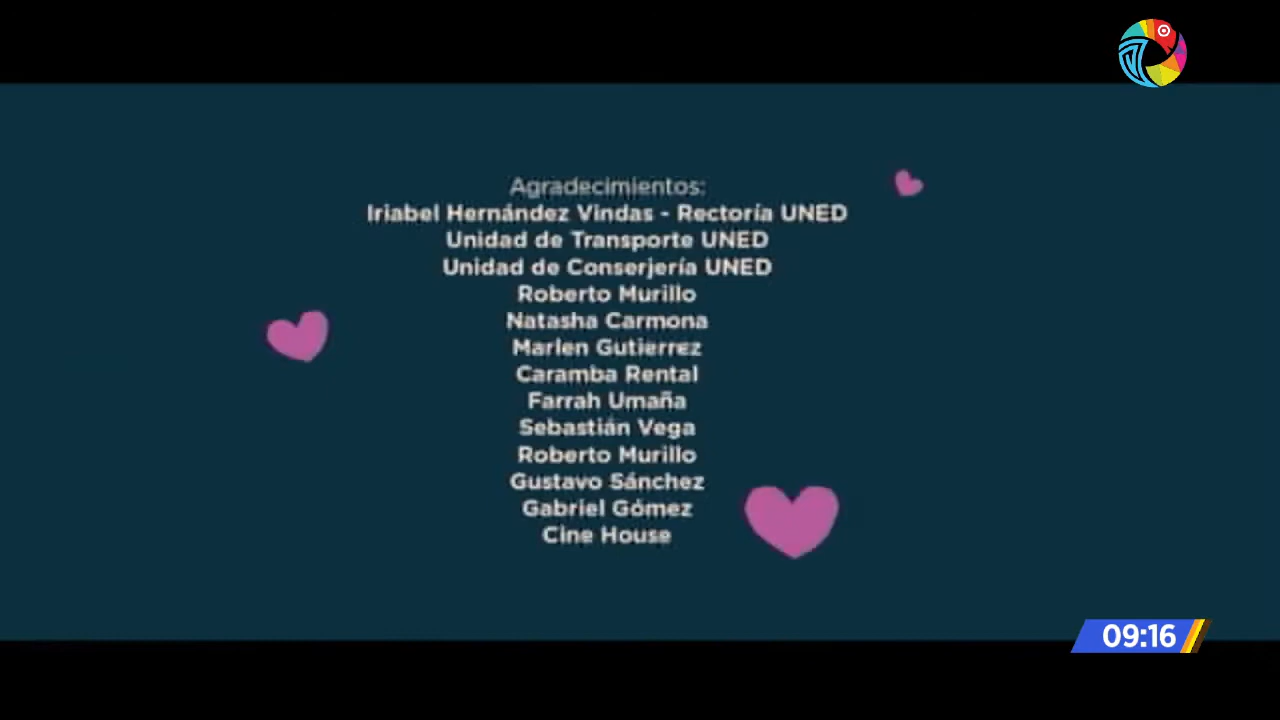 Agradecimientos:
Iriabel Hernández Vindas - Rectoría UNED
Unidad de Transporte UNED
Unidad de Conserjería UNED
Roberto Murillo
Natasha Carmona
Marlen Gutierrez
Caramba Rental
Farrah Umaña
Sebastián Vega
Roberto Murillo
Gustavo Sánchez
Gabriel Gómez
Cine House
09:16